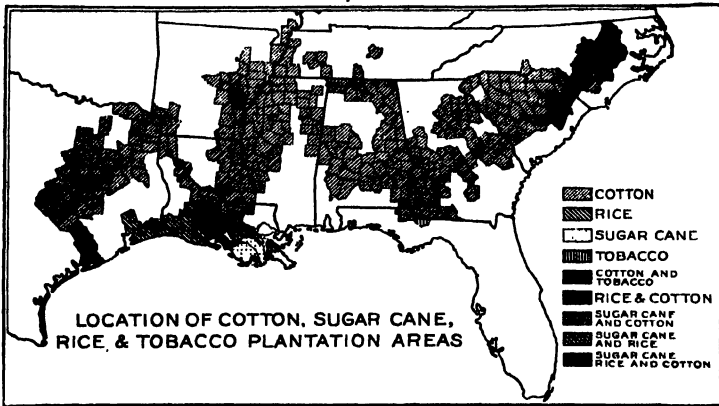 COTTON
RICE
SUGAR CANE
TOBACCO
COTTON AND
TOBACCO
RICE & COTTON
SUGAR CANE
AND COTTON
SUGAR CANE
AND RICE
SUGAR CANE
RICE AND COTTON
LOCATION OF COTTON, SUGAR CANE,
RICE, & TOBACCO PLANTATION AREAS